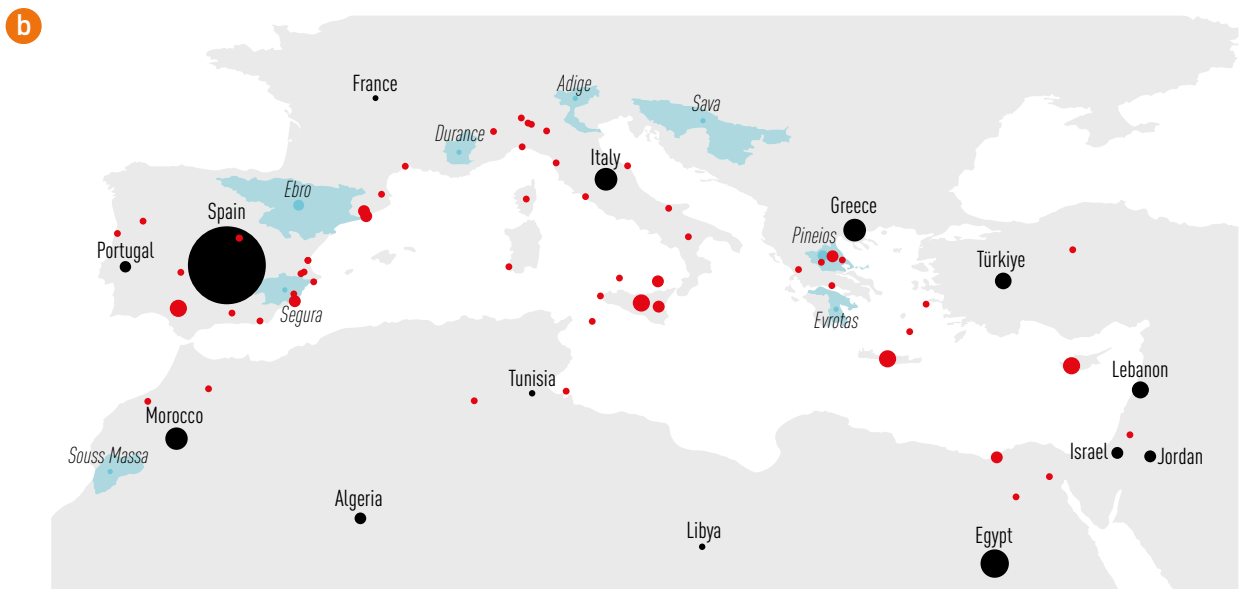 b
France
Adige
Sava
Durance
Italy
Ebro
Spain
Greece
Portugal
Pineios
Türkiye
Segura
Evrotas
Tunisia
Lebanon
Morocco
Souss Massa
Israel
Jordan
Algeria
Libya
Egypt